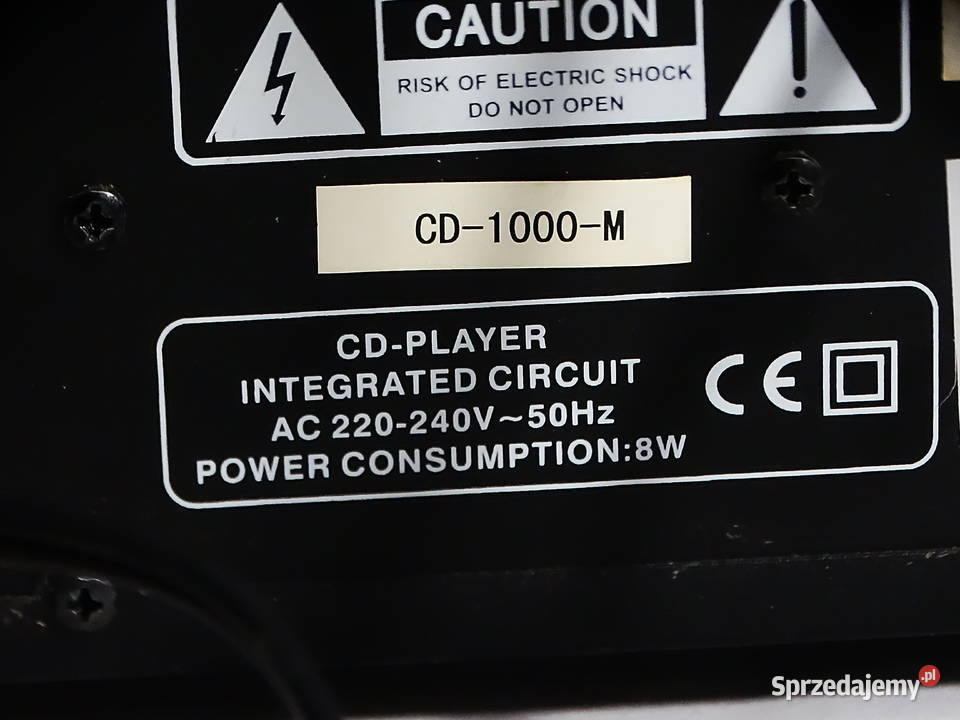 CAUTION
RISK OF ELECTRIC SHOCK
DO NOT OPEN
CD-1000-M
CD-PLAYER
INTEGRATED CIRCUIT
AC 220-240V~50Hz
POWER CONSUMPTION:8W
CE
Sprzedajemy.pl